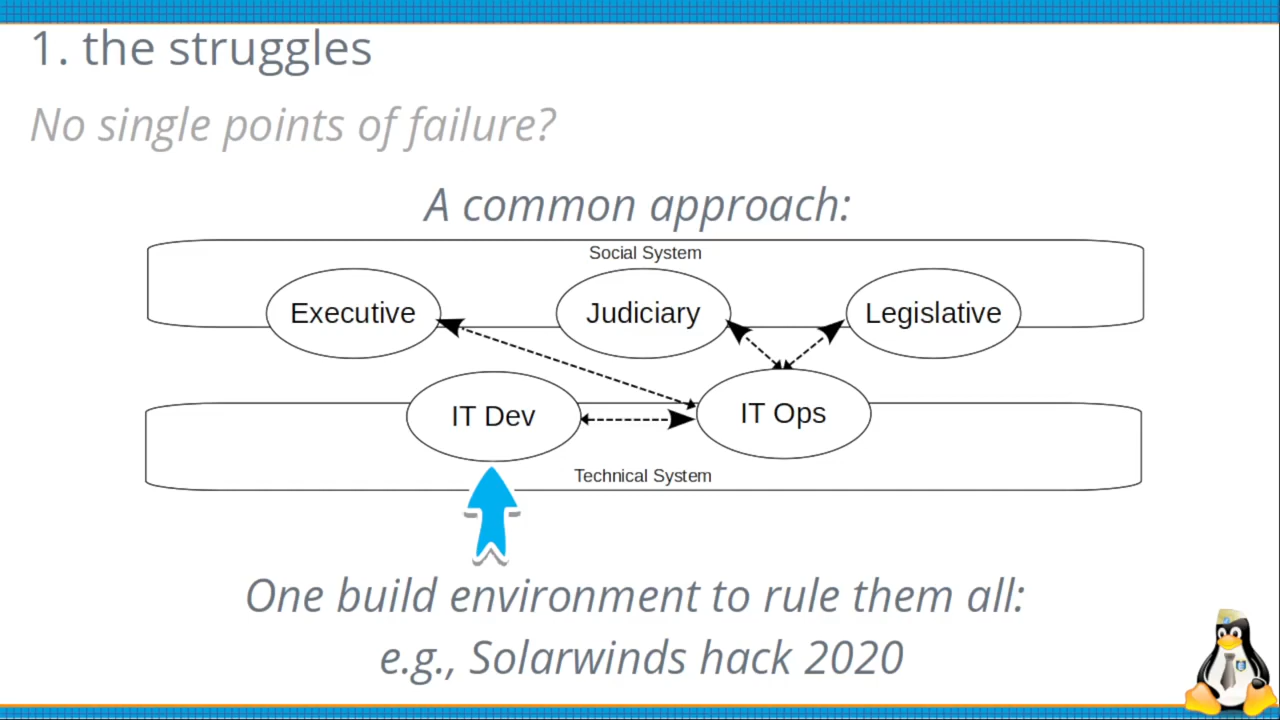 1. the struggles
No single points of failure?
A common approach:
Social System
Executive
Judiciary
Legislative
IT Dev
IT Ops
Technical System
One build environment to rule them all:
e.g., Solarwinds hack 2020